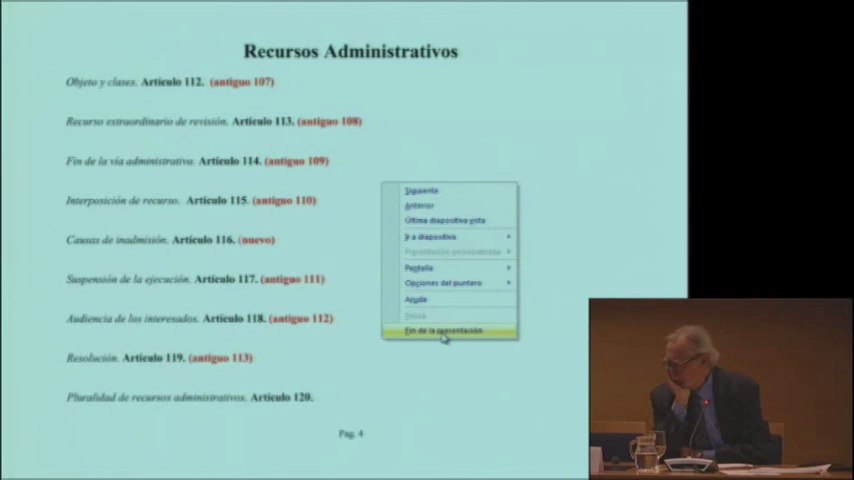 Recursos Administrativos
Objeto y clases. Artículo 112. (antiguo 107)
Recurso extraordinario de revisión. Artículo 113. (antiguo 108)
Fin de la vía administrativa. Artículo 114. (antiguo 109)
Interposición de recurso. Artículo 115. (antiguo 110)
Causas de inadmisión. Artículo 116. (nuevo)
Suspensión de la ejecución. Artículo 117. (antiguo 111)
Audiencia de los interesados. Artículo 118. (antiguo 112)
Resolución. Artículo 119. (antiguo 113)
Pluralidad de recursos administrativos. Artículo 120.
Pag. 4
Siguiente
Anterior
Última diapositiva vista
Ir a diapositiva
Presentación personalizada
Pantalla
Opciones del puntero
Ayuda
Pausa
Fin de la presentación